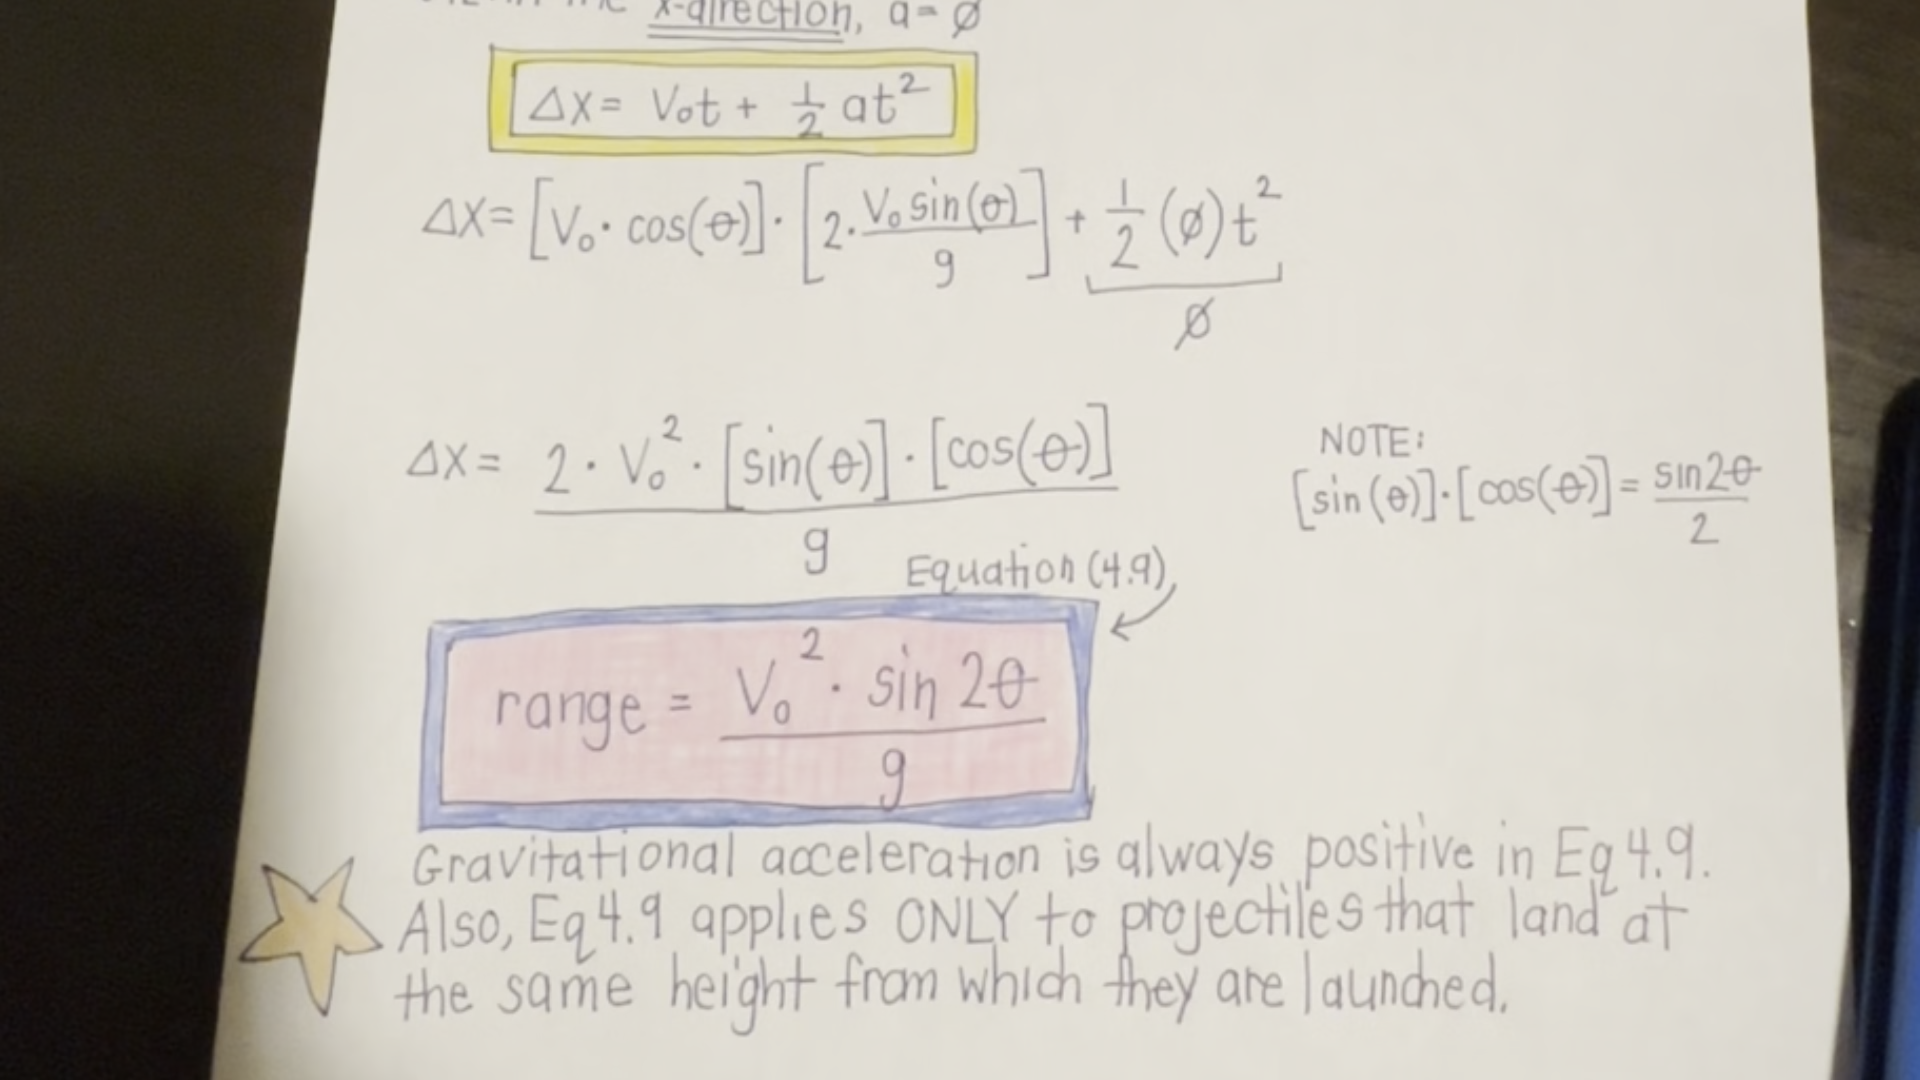 x-direction, a = ∅
Δx = V₀t + 1/2 at²
Δx = [V₀ · cos(θ)] · [2 · V₀ sin(θ)/g] + 1/2 (∅) t²
∅
Δx = 2 · V₀² · [sin(θ)] · [cos(θ)] / g
NOTE:
[sin(θ)] · [cos(θ)] = sin2θ/2
Equation (4.9)
range = V₀² · sin 2θ / g
Gravitational acceleration is always positive in Eq 4.9.
Also, Eq 4.9 applies ONLY to projectiles that land at
the same height from which they are launched.